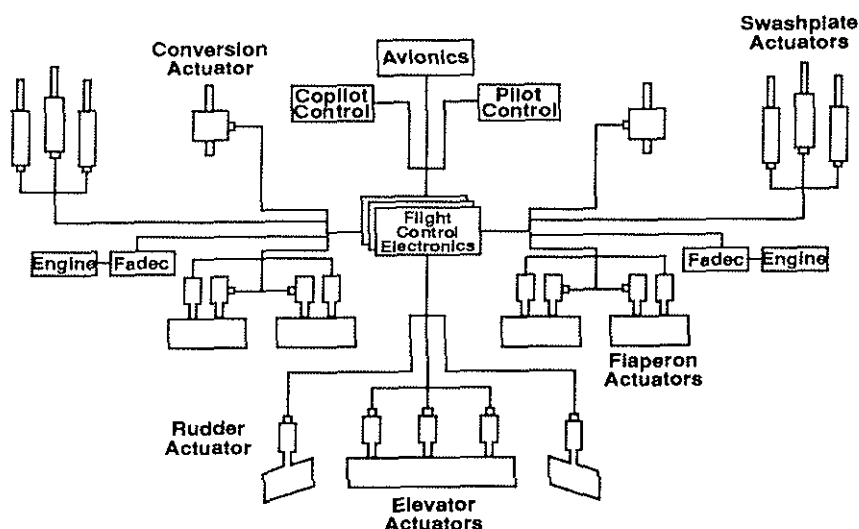 Conversion
Actuator
Avionics
Swashplate
Actuators
Copilot
Control
Pilot
Control
Flight
Control
Electronics
Engine
Fadec
Fadec
Engine
Flaperon
Actuators
Rudder
Actuator
Elevator
Actuators